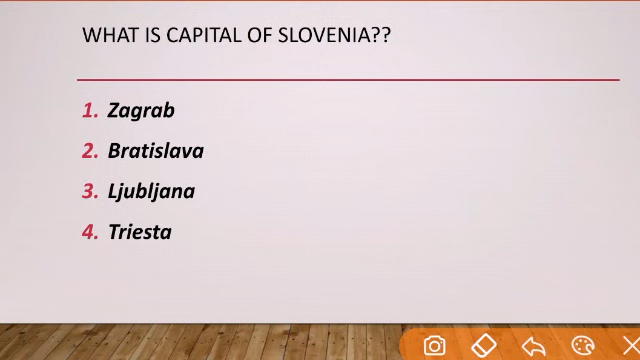 WHAT IS CAPITAL OF SLOVENIA??
1. Zagrab
2. Bratislava
3. Ljubljana
4. Triesta